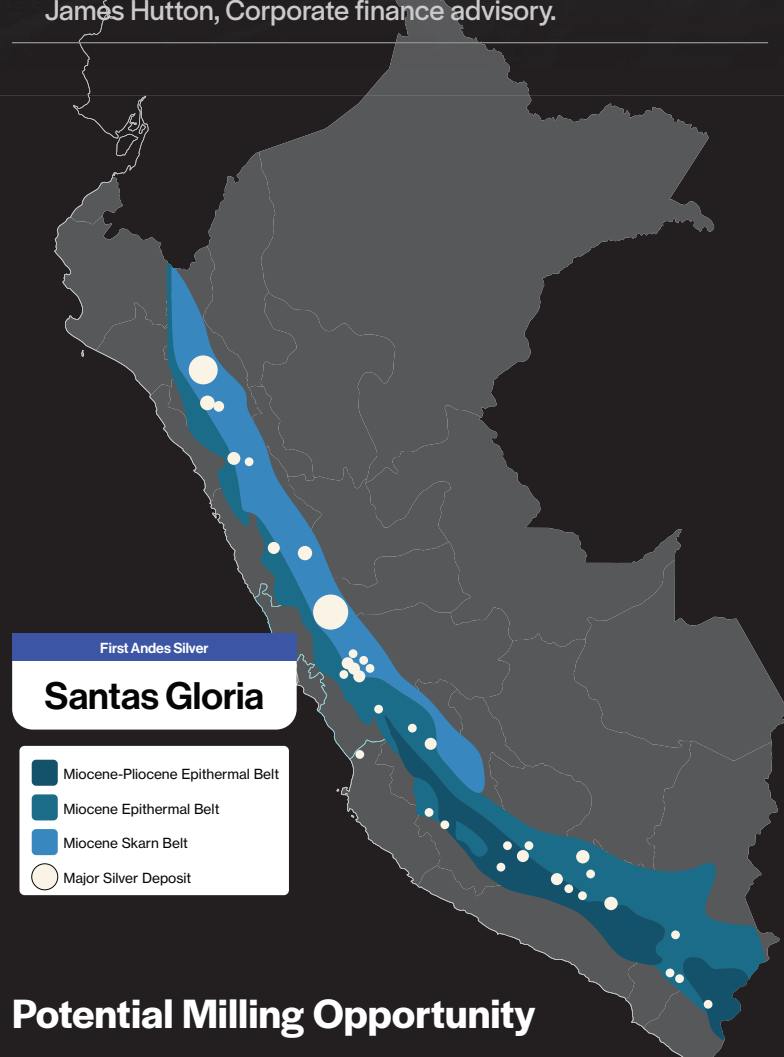 James Hutton, Corporate finance advisory.
First Andes Silver
Santas Gloria
Miocene-Pliocene Epithermal Belt
Miocene Epithermal Belt
Miocene Skarn Belt
Major Silver Deposit
Potential Milling Opportunity